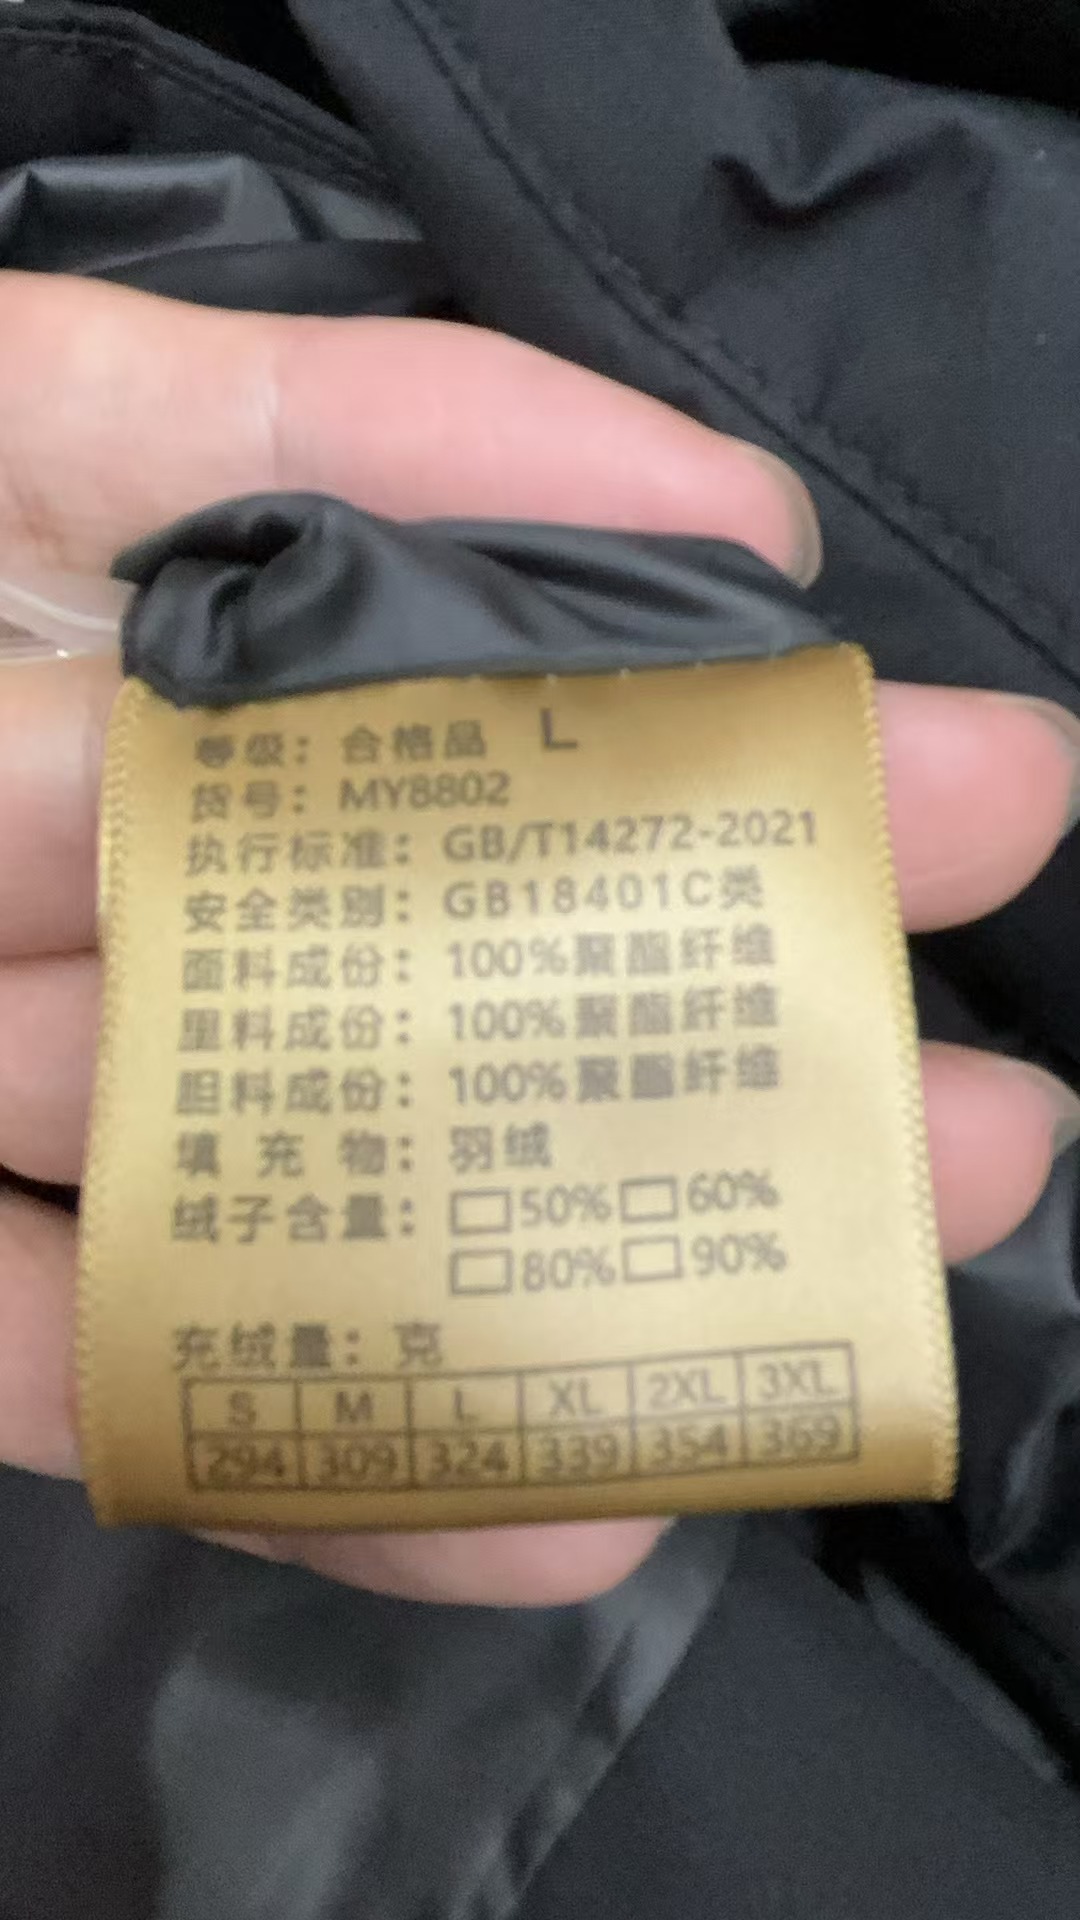 等级：合格品 L
货号：MY8802
执行标准：GB/T14272-2021
安全类别：GB18401C类
面料成份：100%聚酯纤维
里料成份：100%聚酯纤维
胆料成份：100%聚酯纤维
填充物：羽绒
绒子含量：□50%□60%
□80%□90%
充绒量：克
S M L XL 2XL 3XL
294 309 324 339 354 369